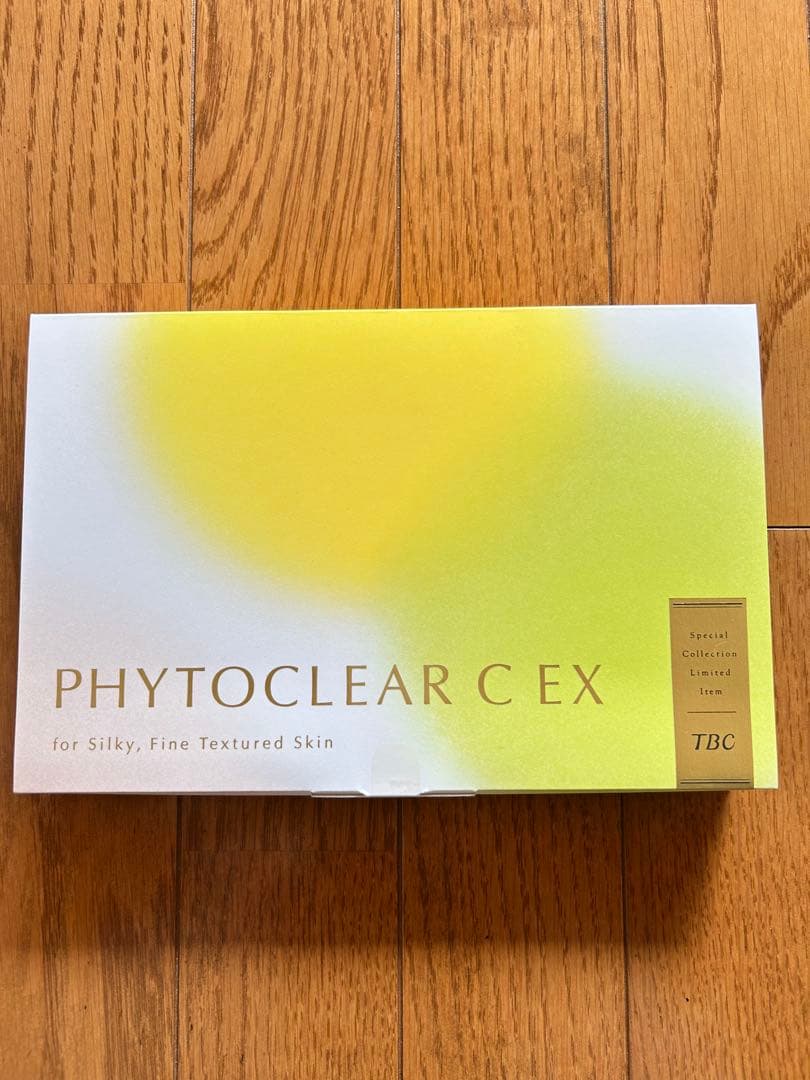 PHYTOCLEAR C EX
for Silky, Fine Textured Skin
Special
Collection
Limited
Item
TBC